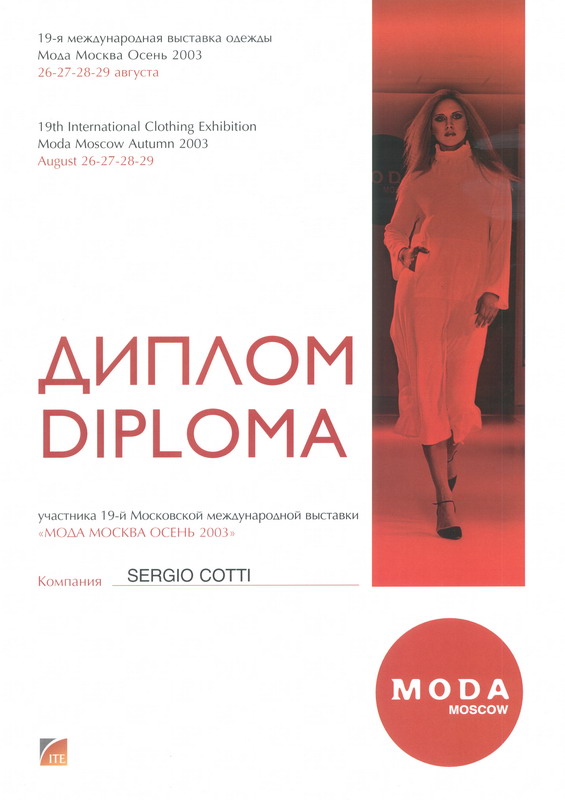 19-я международная выставка одежды
Мода Москва Осень 2003
26-27-28-29 августа
19th International Clothing Exhibition
Moda Moscow Autumn 2003
August 26-27-28-29
ДИПЛОМ
DIPLOMA
участника 19-й Московской международной выставки
«МОДА МОСКВА ОСЕНЬ 2003»
Компания SERGIO COTTI
MODA
MOSCOW
ITE